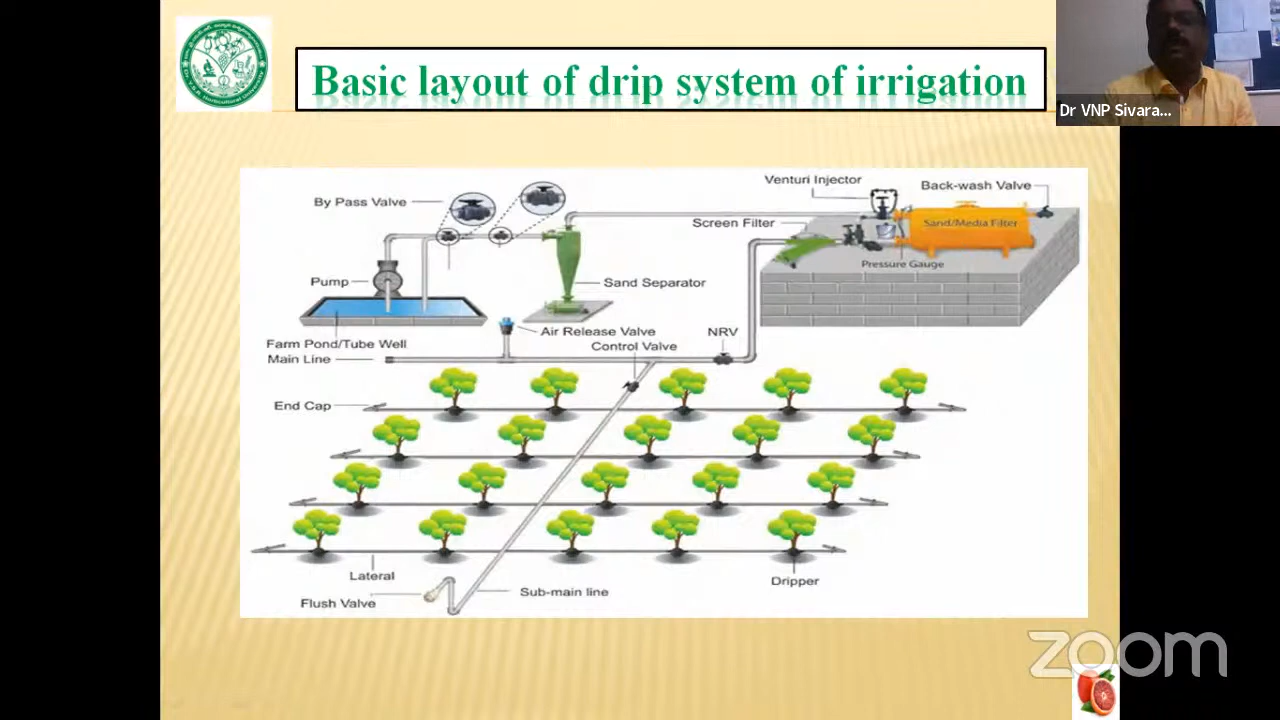 Basic layout of drip system of irrigation
Dr VNP Sivara...
Venturi Injector
Back-wash Valve
By Pass Valve
Screen Filter
Sand/Media Filter
Pressure Gauge
Pump
Sand Separator
Air Release Valve
NRV
Farm Pond/Tube Well
Control Valve
Main Line
End Cap
Lateral
Dripper
Sub-main line
Flush Valve
zoom